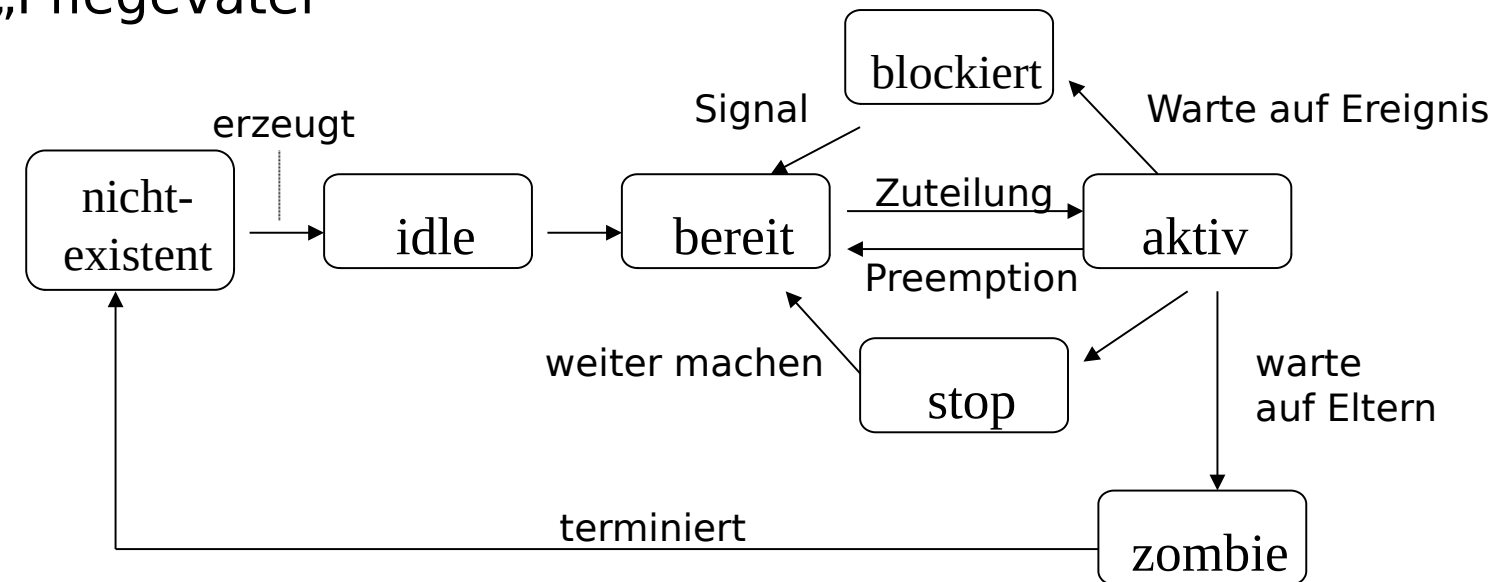 „Pflegevater“
blockiert
Signal
Warte auf Ereignis
erzeugt
nicht-
existent
idle
bereit
Zuteilung
aktiv
Preemption
weiter machen
stop
warte
auf Eltern
terminiert
zombie